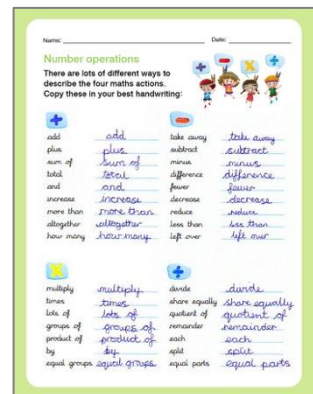 Name: Date:
Number operations
There are lots of different ways to
describe the four maths actions.
Copy these in your best handwriting:
+
add add
plus plus
sum of sum of
total total
and and
increase increase
more than more than
altogether altogether
how many how many
−
take away take away
subtract subtract
minus minus
difference difference
fewer fewer
decrease decrease
reduce reduce
less than less than
left over left over
×
multiply multiply
times times
lots of lots of
groups of groups of
product of product of
by by
equal groups equal groups
÷
divide divide
share equally share equally
quotient of quotient of
remainder remainder
each each
split split
equal parts equal parts